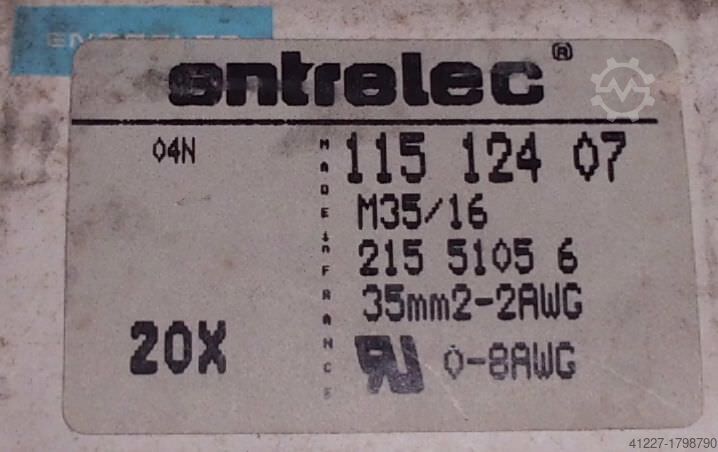 entrelec®
04N
115 124 07
M35/16
215 5105 6
35mm2-2AWG
20X
0-8AWG
MADE in FRANCE
41227-1798790